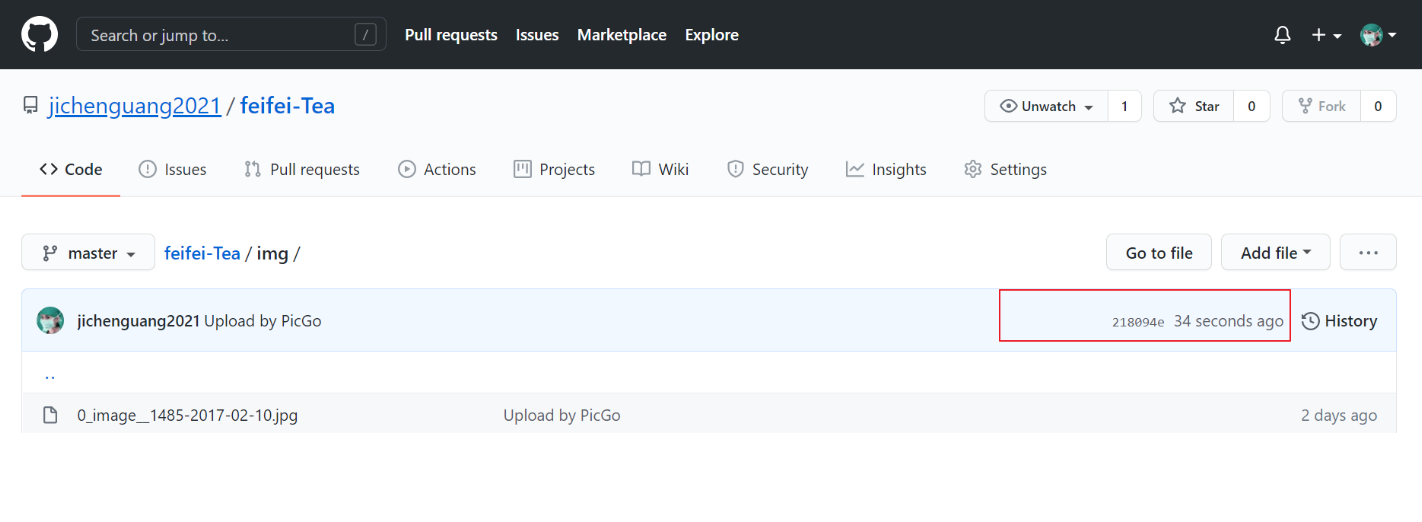 Search or jump to... / Pull requests Issues Marketplace Explore
jichenguang2021 / feifei-Tea Unwatch 1 Star 0 Fork 0
Code Issues Pull requests Actions Projects Wiki Security Insights Settings
master feifei-Tea / img / Go to file Add file ...
jichenguang2021 Upload by PicGo 218094e 34 seconds ago History
..
0_image__1485-2017-02-10.jpg Upload by PicGo 2 days ago